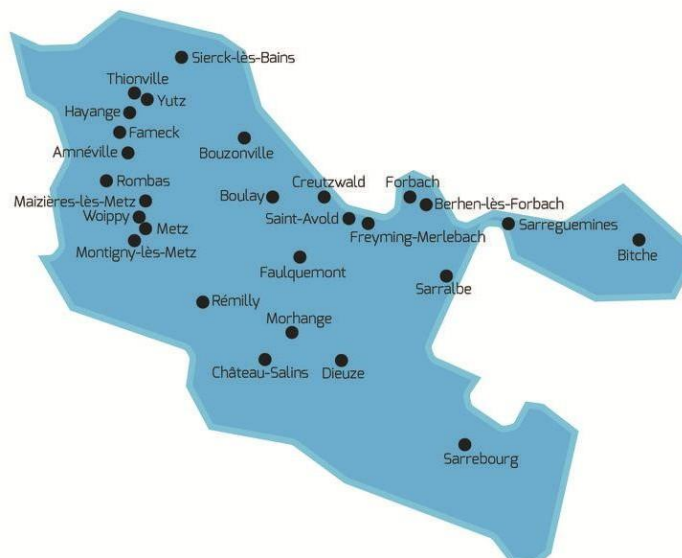 Sierck-lès-Bains
Thionville
Yutz
Hayange
Fameck
Amnéville
Bouzonville
Rombas
Boulay
Creutzwald
Forbach
Maizières-lès-Metz
Berhen-lès-Forbach
Woippy
Saint-Avold
Metz
Freyming-Merlebach
Sarreguemines
Montigny-lès-Metz
Bitche
Faulquemont
Sarralbe
Rémilly
Morhange
Château-Salins
Dieuze
Sarrebourg